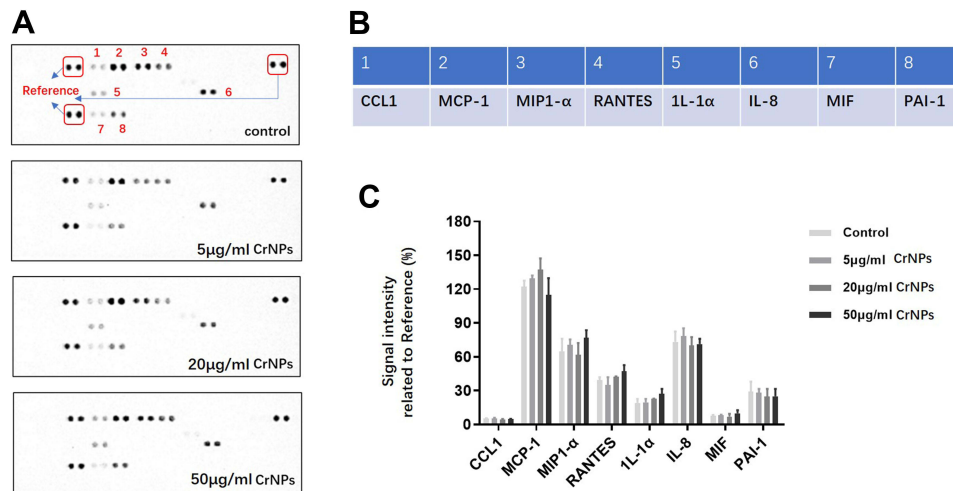 A
1 2 3 4
Reference
5 6
7 8
control
5μg/ml CrNPs
20μg/ml CrNPs
50μg/ml CrNPs
B
1 2 3 4 5 6 7 8
CCL1 MCP-1 MIP1-α RANTES 1L-1α IL-8 MIF PAI-1
C
Signal intensity
related to Reference (%)
180
150
120
90
60
30
0
CCL1 MCP-1 MIP1-α RANTES 1L-1α IL-8 MIF PAI-1
Control
5μg/ml CrNPs
20μg/ml CrNPs
50μg/ml CrNPs